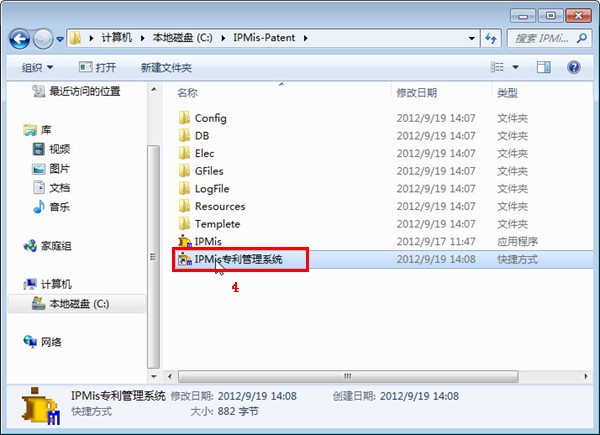 计算机 本地磁盘 (C:) IPMis-Patent 搜索 IPMi...
组织 打开 新建文件夹
最近访问的位置
库
视频
图片
文档
音乐
家庭组
计算机
本地磁盘 (C:)
网络
名称 修改日期 类型
Config 2012/9/19 14:07 文件夹
DB 2012/9/19 14:07 文件夹
Elec 2012/9/19 14:07 文件夹
GFiles 2012/9/19 14:07 文件夹
LogFile 2012/9/19 14:07 文件夹
Resources 2012/9/19 14:07 文件夹
Templete 2012/9/19 14:07 文件夹
IPMis 2012/9/17 11:47 应用程序
IPMis专利管理系统 2012/9/19 14:08 快捷方式
4
IPMis专利管理系统 修改日期: 2012/9/19 14:08 创建日期: 2012/9/19 14:08
快捷方式 大小: 882 字节